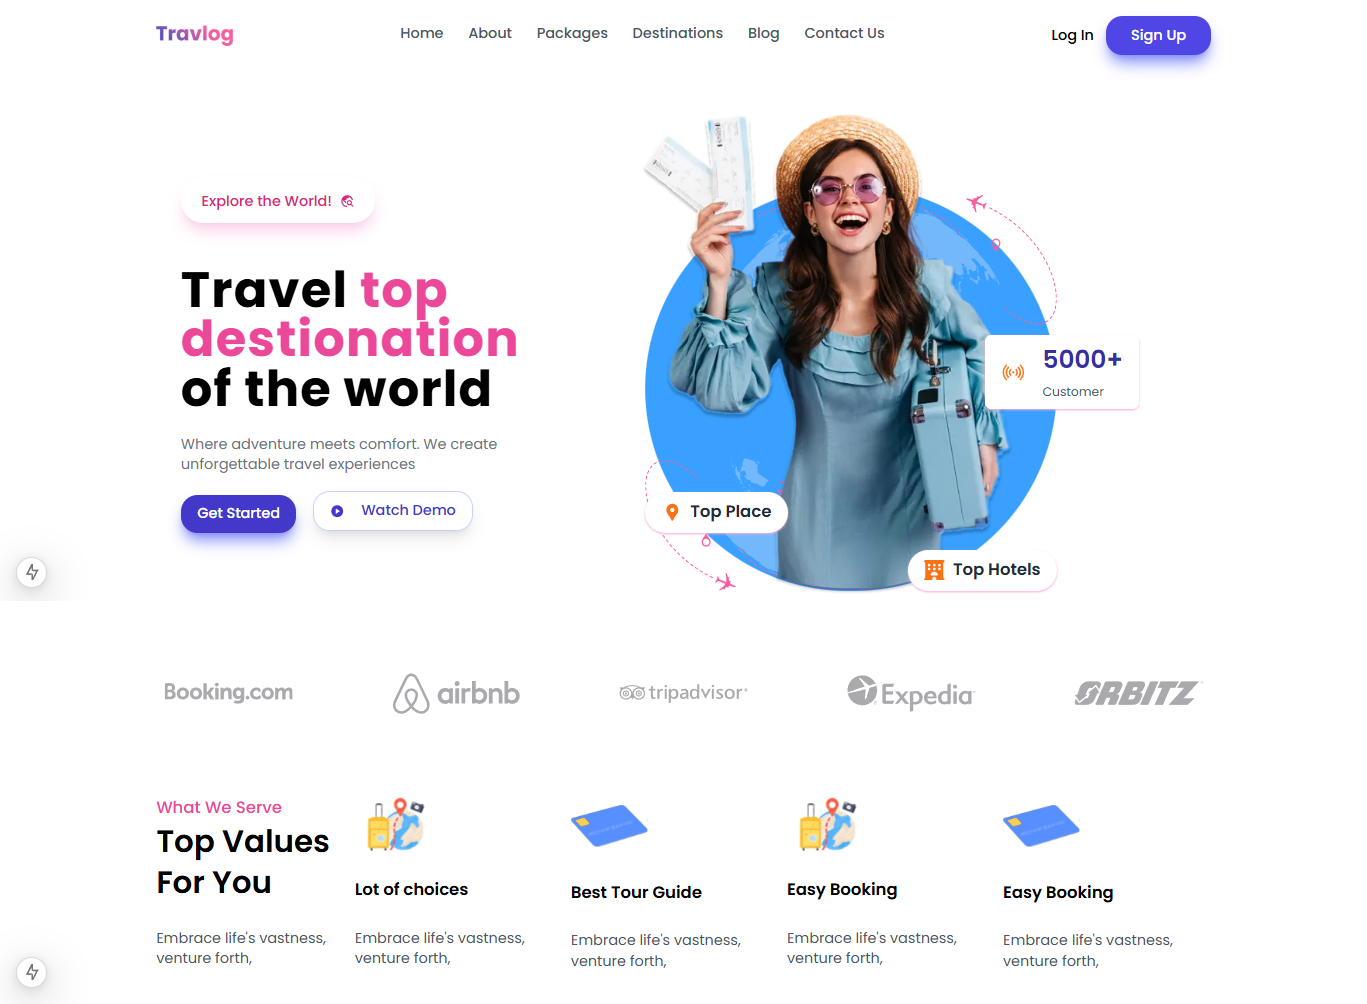 Travlog
Home About Packages Destinations Blog Contact Us
Log In Sign Up
Explore the World!
Travel top
destionation
of the world
Where adventure meets comfort. We create
unforgettable travel experiences
Get Started Watch Demo
5000+
Customer
Top Place
Top Hotels
Booking.com airbnb tripadvisor Expedia ORBITZ
What We Serve
Top Values
For You
Embrace life's vastness,
venture forth,
Lot of choices
Embrace life's vastness,
venture forth,
Best Tour Guide
Embrace life's vastness,
venture forth,
Easy Booking
Embrace life's vastness,
venture forth,
Easy Booking
Embrace life's vastness,
venture forth,